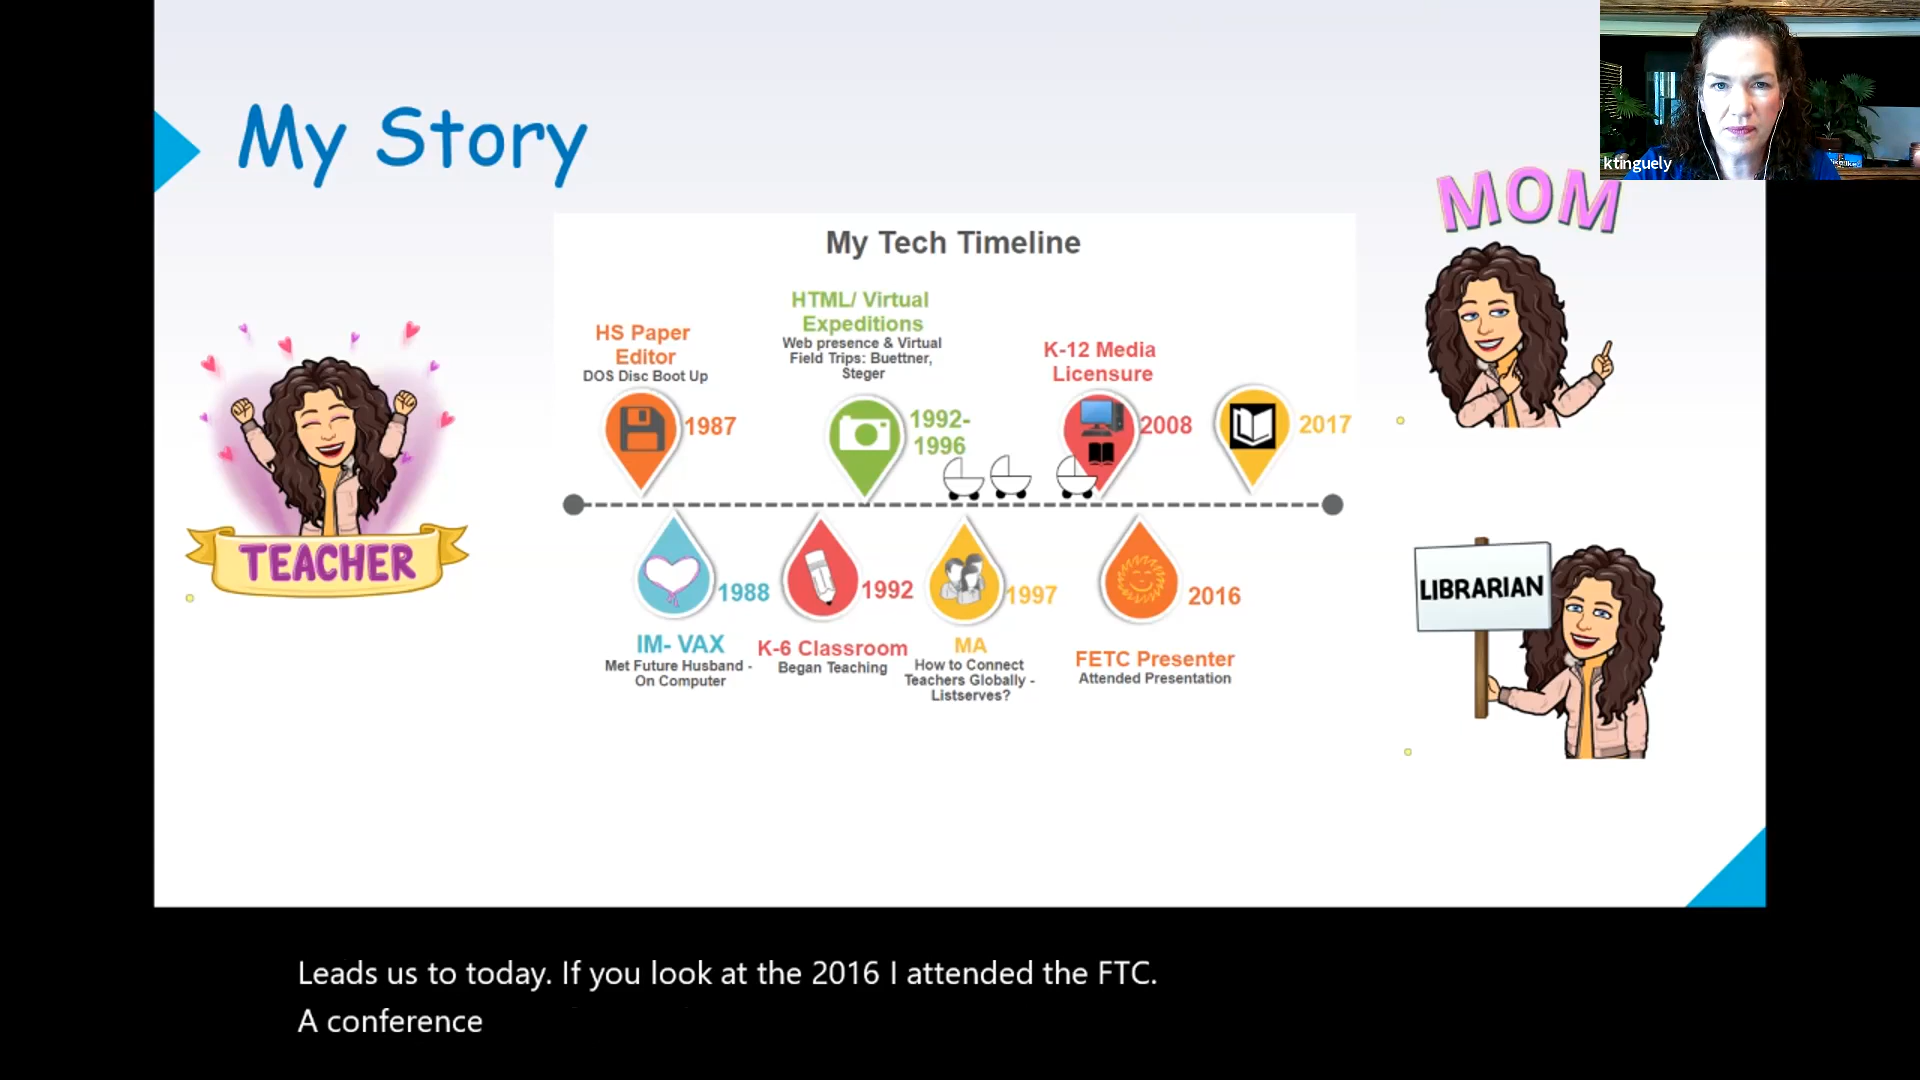 My Story
ktinguely
MOM
My Tech Timeline
HS Paper
Editor
DOS Disc Boot Up
1987
HTML/ Virtual
Expeditions
Web presence & Virtual
Field Trips: Buettner,
Steger
1992-
1996
K-12 Media
Licensure
2008
2017
TEACHER
1988
IM- VAX
Met Future Husband -
On Computer
1992
K-6 Classroom
Began Teaching
1997
MA
How to Connect
Teachers Globally -
Listserves?
2016
FETC Presenter
Attended Presentation
LIBRARIAN
Leads us to today. If you look at the 2016 I attended the FTC.
A conference